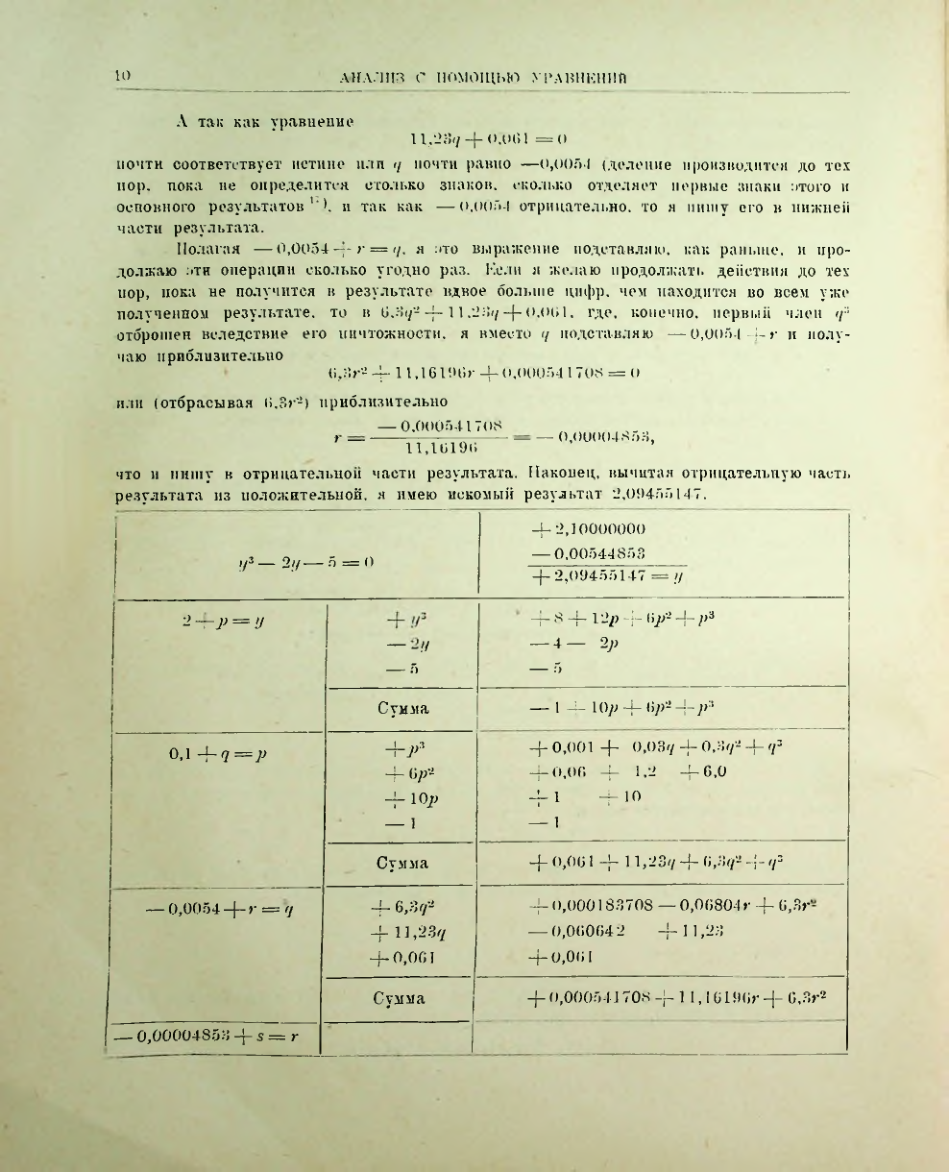 10 АНАЛИЗ С ПОМОЩЬЮ УРАВНЕНИЙ
А так как уравнение
11,23q + 0,061 = 0
почти соответствует истине или q почти равно —0,0054 (деление производится до тех
пор, пока не определится столько знаков, сколько отделяет первые знаки этого и
основного результатов ), и так как — 0,0054 отрицательно, то я пишу его в нижней
части результата.
Полагая — 0,0054 + r = q, я это выражение подставляю, как раньше, и про-
должаю эти операции сколько угодно раз. Если я желаю продолжать действия до тех
пор, пока не получится в результате вдвое больше цифр, чем находится во всем уже
полученном результате, то в 6,3q² + 11,23q + 0,061, где, конечно, первый член q³
отброшен вследствие его ничтожности, я вместо q подставляю — 0,0054 + r и полу-
чаю приблизительно
6,3r² + 11,16196r + 0,000541708 = 0
или (отбрасывая 6,3r²) приблизительно
r = — 0,000541708 / 11,16196 = — 0,00004853,
что и пишу в отрицательной части результата. Наконец, вычитая отрицательную часть
результата из положительной, я имею искомый результат 2,09455147.
+ 2,10000000
y³ — 2y — 5 = 0 — 0,00544853
+ 2,09455147 = y
2 + p = y + y³ + 8 + 12p + 6p² + p³
— 2y — 4 — 2p
— 5 — 5
Сумма — 1 + 10p + 6p² + p³
0,1 + q = p + p³ + 0,001 + 0,03q + 0,3q² + q³
+ 6p² + 0,06 + 1,2 + 6,0
+ 10p + 1 + 10
— 1 — 1
Сумма + 0,061 + 11,23q + 6,3q² + q³
— 0,0054 + r = q + 6,3q² + 0,000183708 — 0,06804r + 6,3r²
+ 11,23q — 0,060642 + 11,23
+ 0,061 + 0,061
Сумма + 0,000541708 + 11,16196r + 6,3r²
— 0,00004853 + s = r